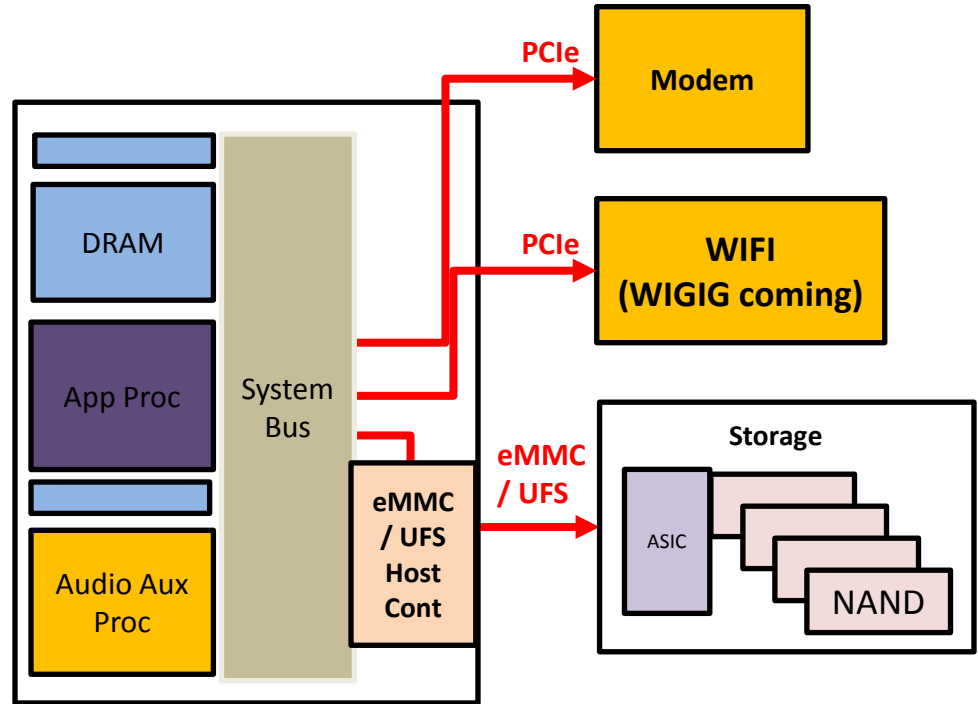 PCIe
Modem
DRAM
PCIe
WIFI
(WIGIG coming)
App Proc
System
Bus
Storage
eMMC
/ UFS
eMMC
/ UFS
Host
Cont
ASIC
NAND
Audio Aux
Proc